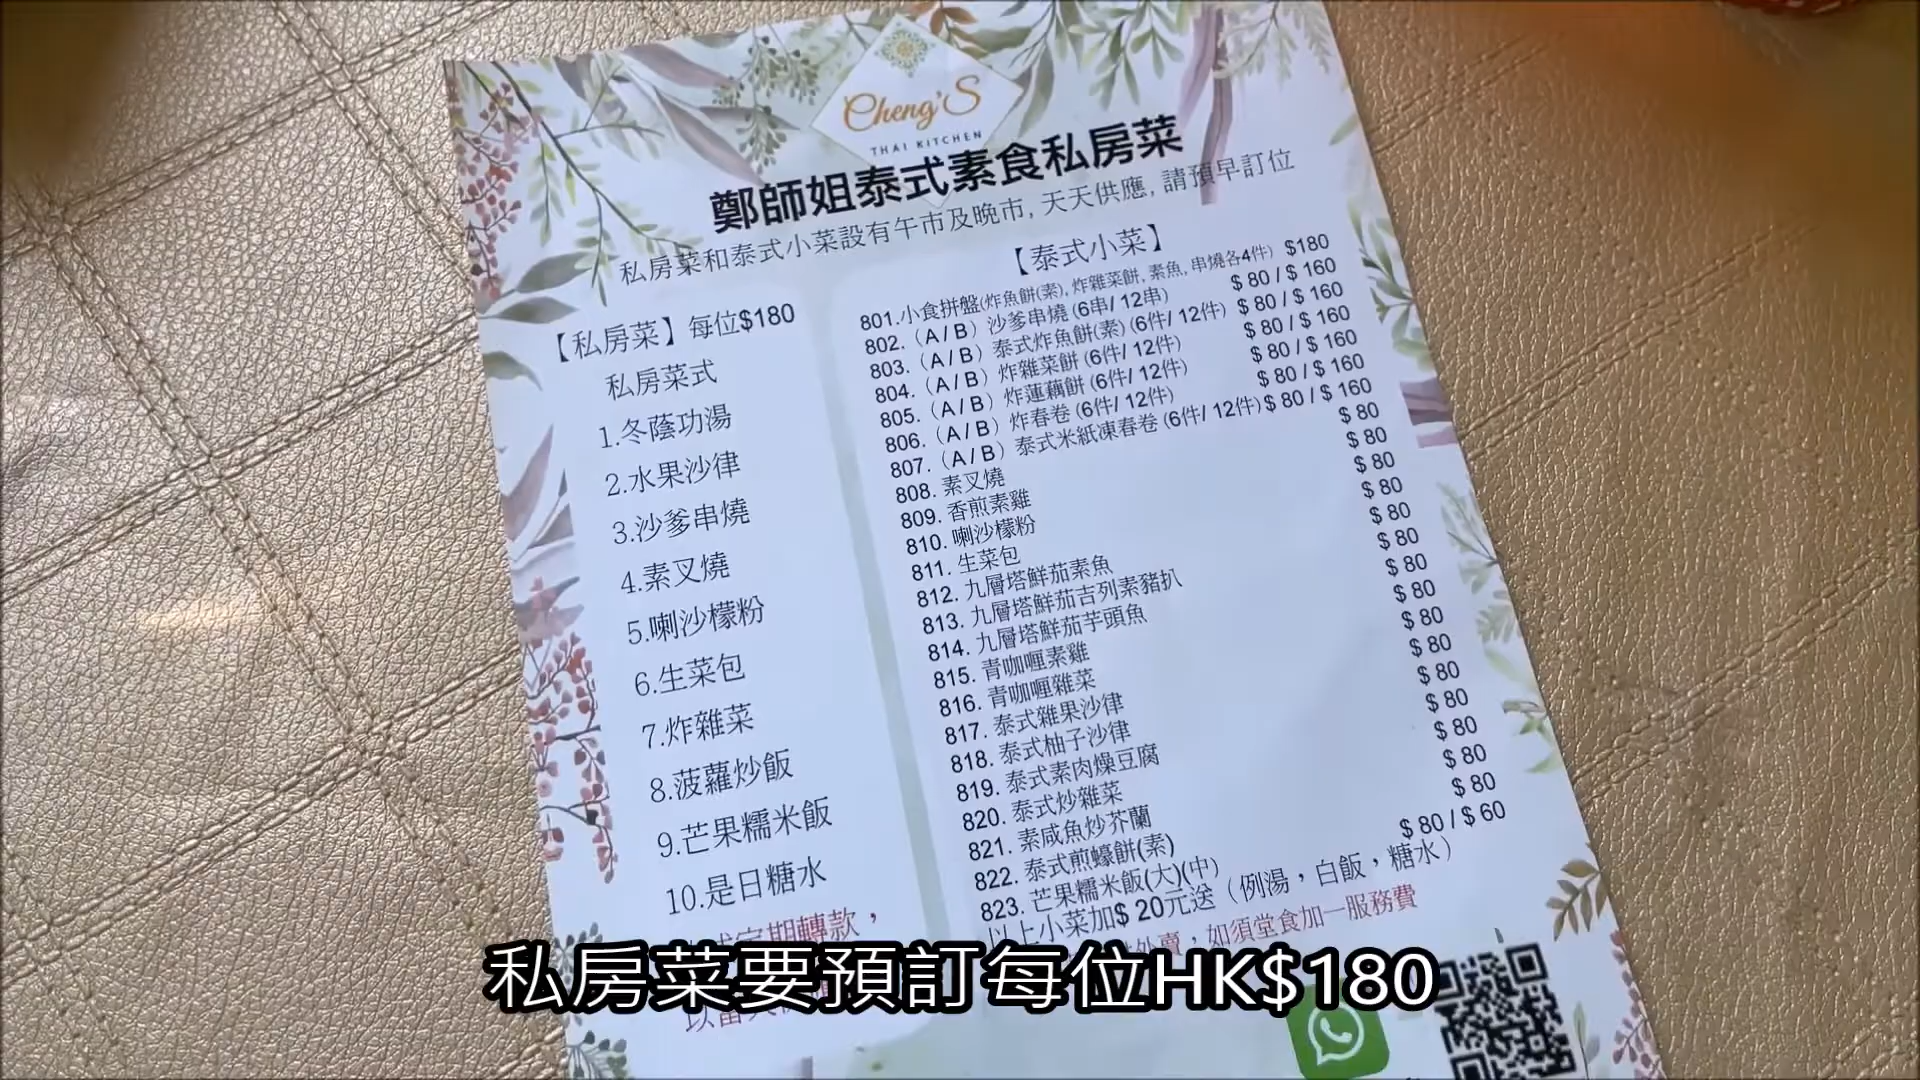 Cheng'S
THAI KITCHEN
鄭師姐泰式素食私房菜
私房菜和泰式小菜設有午市及晚市, 天天供應, 請預早訂位
【私房菜】每位$180
私房菜式
1.冬蔭功湯
2.水果沙律
3.沙爹串燒
4.素叉燒
5.喇沙檬粉
6.生菜包
7.炸雜菜
8.菠蘿炒飯
9.芒果糯米飯
10.是日糖水
期轉款，
【泰式小菜】
801.小食拼盤(炸魚餅(素), 炸雜菜餅, 素魚, 串燒各4件) $180
802.（A / B）沙爹串燒 (6串/ 12串) $ 80 / $ 160
803.（A / B）泰式炸魚餅(素) (6件/ 12件) $ 80 / $ 160
804.（A / B）炸雜菜餅 (6件/ 12件) $ 80 / $ 160
805.（A / B）炸蓮藕餅 (6件/ 12件) $ 80 / $ 160
806.（A / B）炸春卷 (6件/ 12件) $ 80 / $ 160
807.（A / B）泰式米紙凍春卷 (6件/ 12件) $ 80 / $ 160
808. 素叉燒 $ 80
809. 香煎素雞 $ 80
810. 喇沙檬粉 $ 80
811. 生菜包 $ 80
812. 九層塔鮮茄素魚 $ 80
813. 九層塔鮮茄吉列素豬扒 $ 80
814. 九層塔鮮茄芋頭魚 $ 80
815. 青咖喱素雞 $ 80
816. 青咖喱雜菜 $ 80
817. 泰式雜果沙律 $ 80
818. 泰式柚子沙律 $ 80
819. 泰式素肉燥豆腐 $ 80
820. 泰式炒雜菜 $ 80
821. 素咸魚炒芥蘭 $ 80
822. 泰式煎蠔餅(素) $ 80
823. 芒果糯米飯(大)(中) $ 80 / $ 60
以上小菜加$ 20元送（例湯，白飯，糖水）
外賣，如須堂食加一服務費
私房菜要預訂每位HK$180